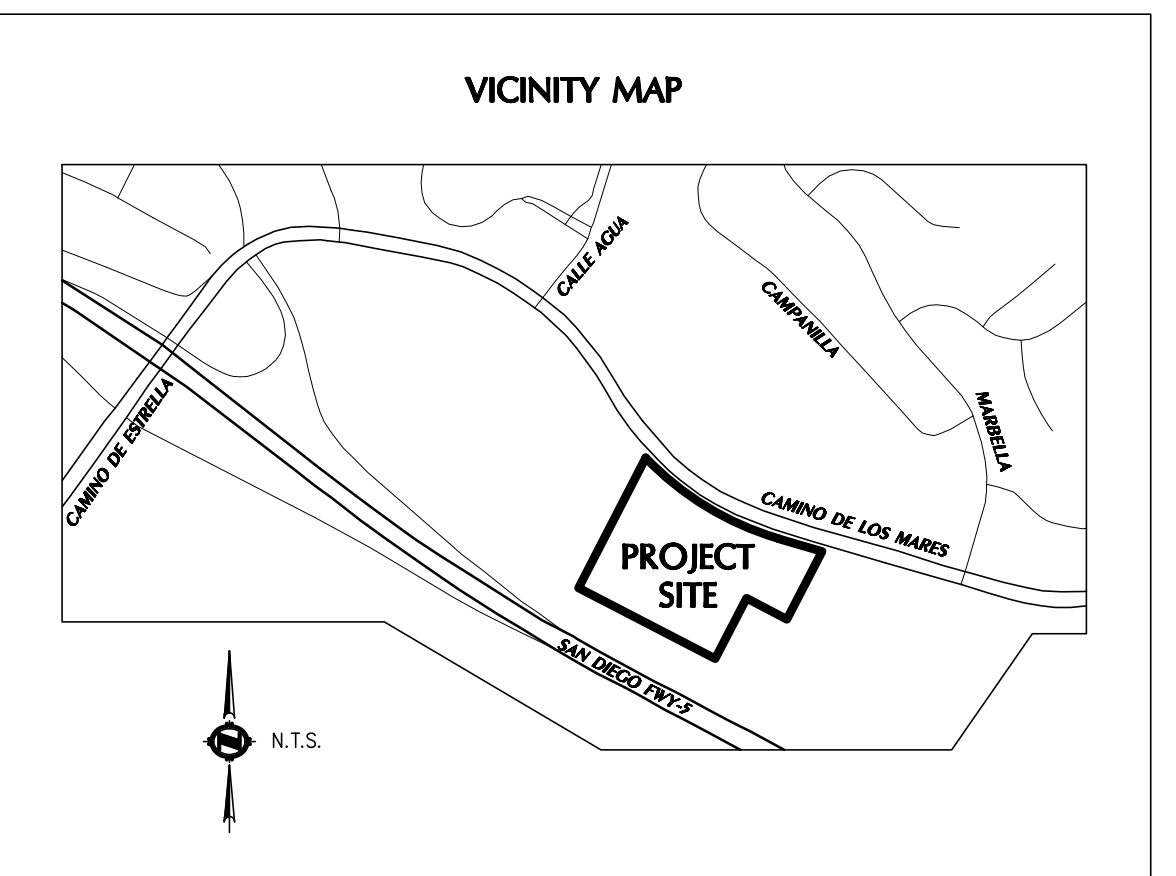 VICINITY MAP
CALLE AGUA
CAMPANILLA
CAMINO DE ESTRELLA
MARBELLA
CAMINO DE LOS MARES
PROJECT
SITE
SAN DIEGO FWY-5
N
N.T.S.